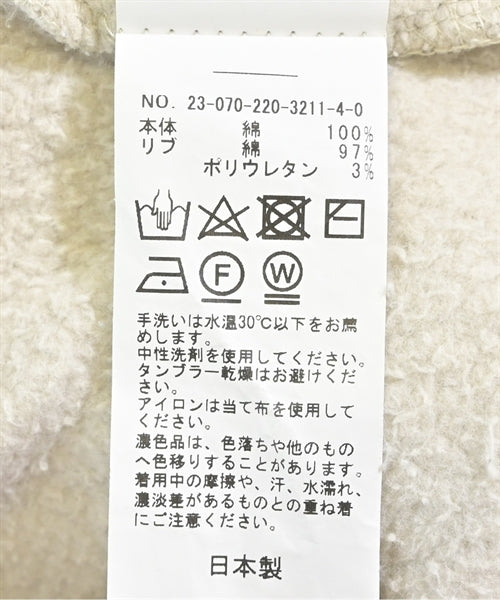 NO. 23-070-220-3211-4-0
本体 綿 100%
リブ 綿 97%
ポリウレタン 3%
F W
手洗いは水温30℃以下をお薦
めします。
中性洗剤を使用してください。
タンブラー乾燥はお避けくだ
さい。
アイロンは当て布を使用して
ください。
濃色品は、色落ちや他のもの
へ色移りすることがあります。
着用中の摩擦や、汗、水濡れ、
濃淡差があるものとの重ね着
にご注意ください。
日本製